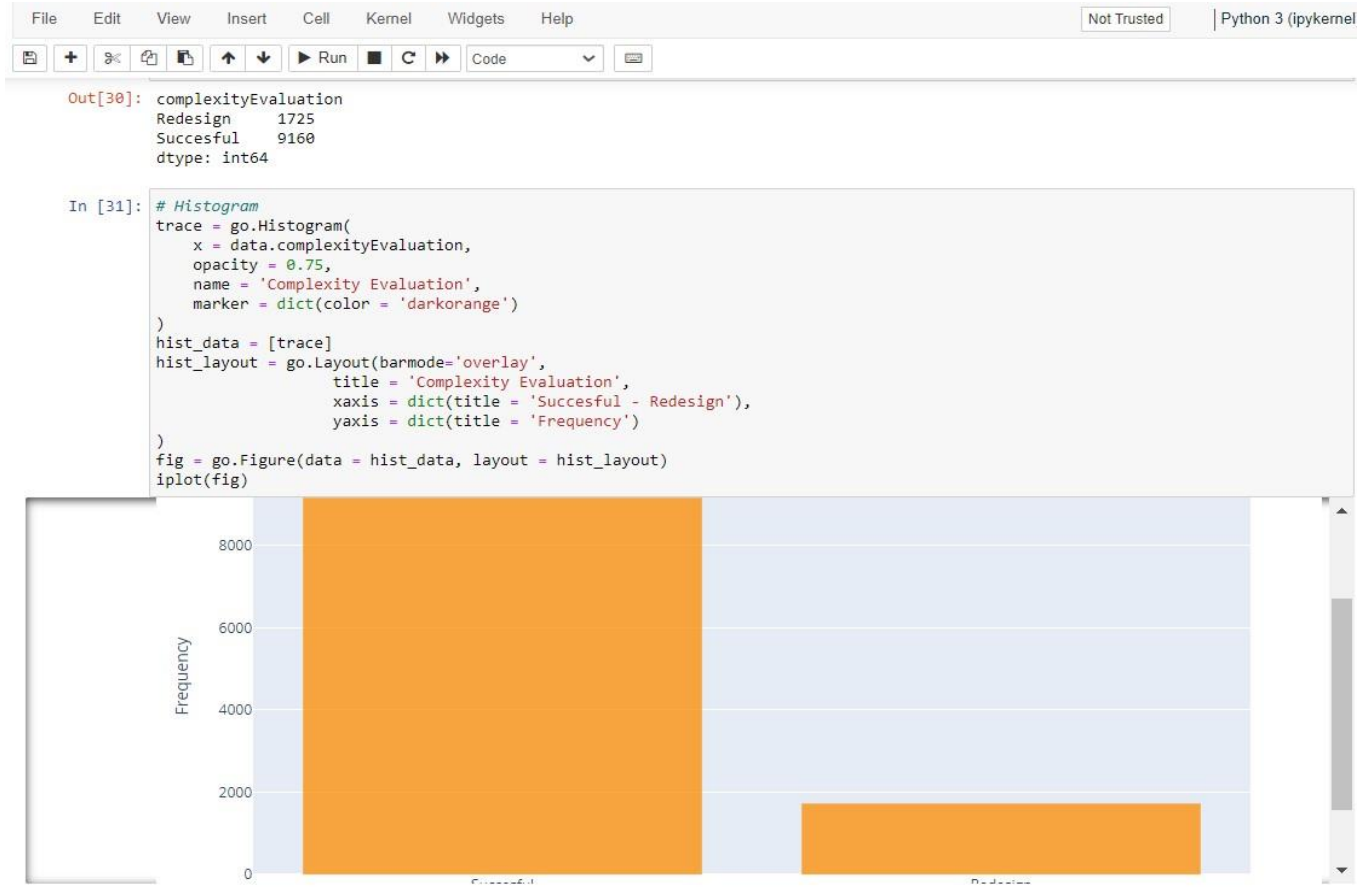 File Edit View Insert Cell Kernel Widgets Help Not Trusted Python 3 (ipykernel
Run Code
Out[30]: complexityEvaluation
Redesign 1725
Succesful 9160
dtype: int64
In [31]: # Histogram
trace = go.Histogram(
x = data.complexityEvaluation,
opacity = 0.75,
name = 'Complexity Evaluation',
marker = dict(color = 'darkorange')
)
hist_data = [trace]
hist_layout = go.Layout(barmode='overlay',
title = 'Complexity Evaluation',
xaxis = dict(title = 'Succesful - Redesign'),
yaxis = dict(title = 'Frequency')
)
fig = go.Figure(data = hist_data, layout = hist_layout)
iplot(fig)
8000
6000
Frequency
4000
2000
0
Succesful Redesign